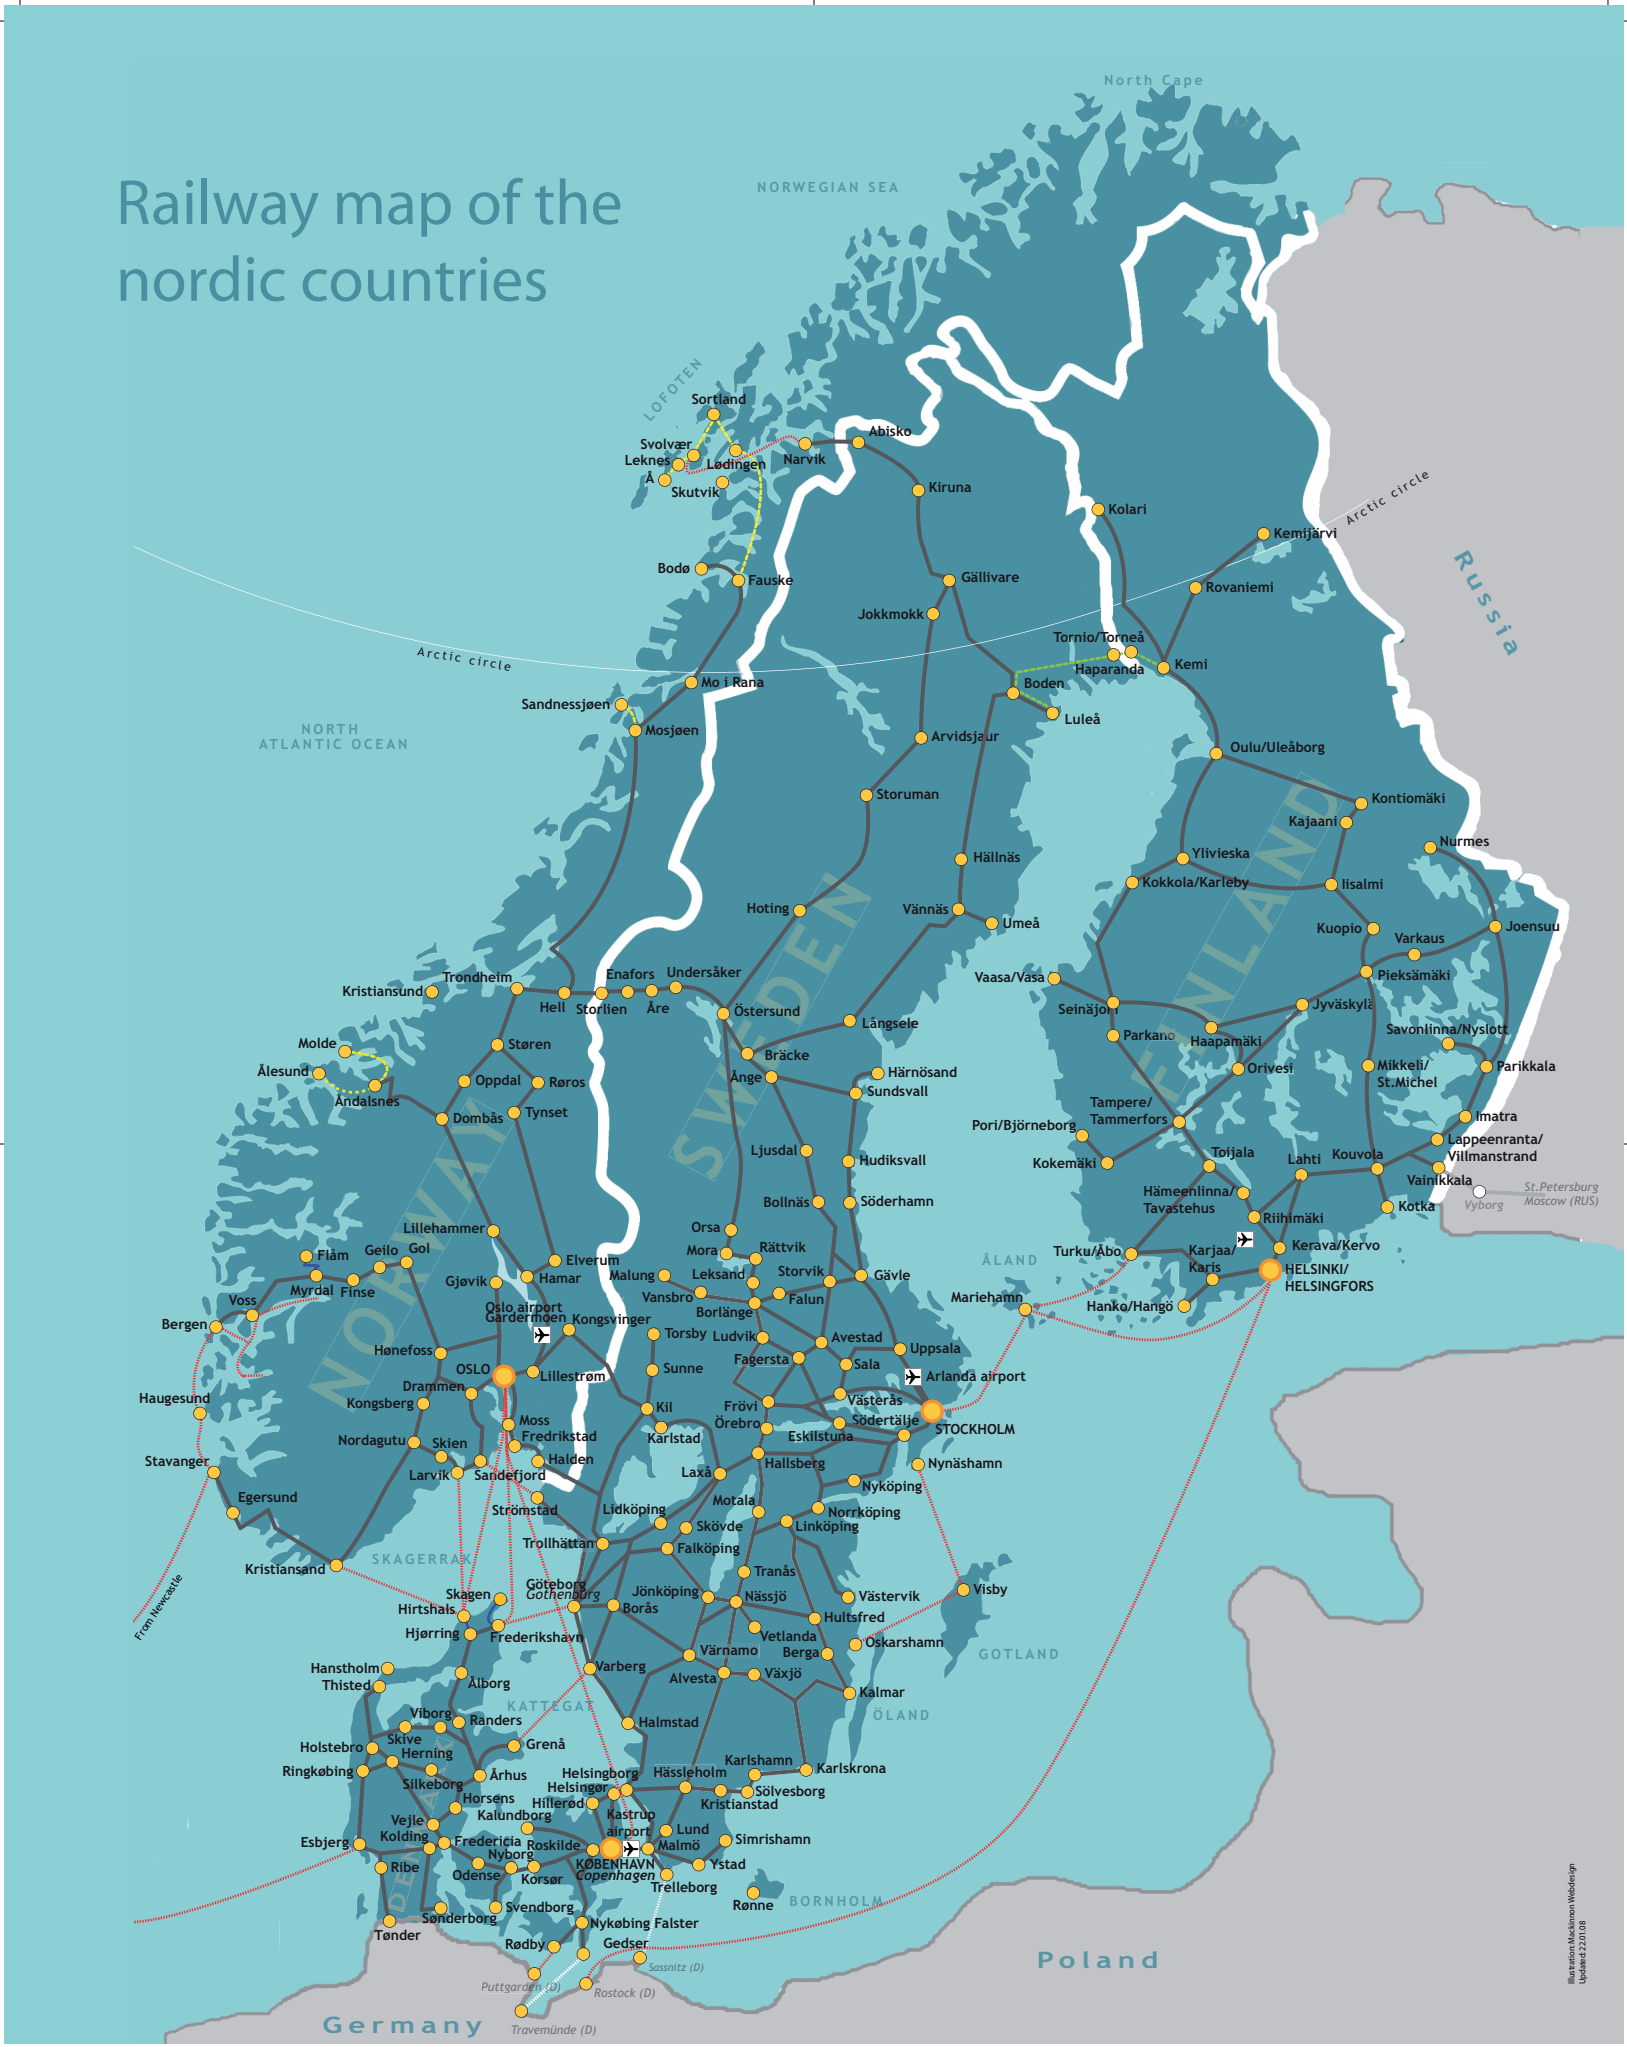 North Cape
NORWEGIAN SEA
Railway map of the
nordic countries
LOFOTEN
Sortland
Svolvær
Leknes
Å
Lødingen
Skutvik
Narvik
Abisko
Kiruna
Kolari
Arctic circle
Kemijärvi
Russia
Bodø
Fauske
Gällivare
Rovaniemi
Jokkmokk
Tornio/Torneå
Haparanda
Kemi
Arctic circle
Mo i Rana
Boden
Luleå
Sandnessjøen
Mosjøen
NORTH
ATLANTIC OCEAN
Arvidsjaur
Oulu/Uleåborg
Storuman
Kontiomäki
Kajaani
Nurmes
Hällnäs
Ylivieska
Kokkola/Karleby
Iisalmi
Hoting
Vännäs
Umeå
Kuopio
Varkaus
Joensuu
SWEDEN
FINLAND
NORWAY
Trondheim
Kristiansund
Hell
Storlien
Enafors
Åre
Undersåker
Östersund
Vaasa/Vasa
Pieksämäki
Seinäjori
Jyväskylä
Långsele
Parkano
Haapamäki
Savonlinna/Nyslott
Molde
Støren
Bräcke
Ålesund
Oppdal
Røros
Ånge
Härnösand
Sundsvall
Orivesi
Mikkeli/
St.Michel
Parikkala
Åndalsnes
Dombås
Tynset
Tampere/
Tammerfors
Imatra
Pori/Björneborg
Lappeenranta/
Villmanstrand
Ljusdal
Hudiksvall
Kokemäki
Toijala
Lahti
Kouvola
Vainikkala
St.Petersburg
Moscow (RUS)
Vyborg
Bollnäs
Söderhamn
Hämeenlinna/
Tavastehus
Riihimäki
Kotka
Lillehammer
Orsa
Mora
Rättvik
Flåm
Geilo
Gol
Elverum
Turku/Åbo
Karjaa/
Karis
Kerava/Kervo
ÅLAND
Myrdal
Finse
Gjøvik
Hamar
Malung
Leksand
Storvik
Gävle
HELSINKI/
HELSINGFORS
Voss
Vansbro
Borlänge
Falun
Mariehamn
Hanko/Hangö
Bergen
Oslo airport
Gardermoen
Kongsvinger
Torsby
Ludvik
Avestad
Uppsala
Hønefoss
Fagersta
Sala
OSLO
Lillestrøm
Sunne
Arlanda airport
Drammen
Haugesund
Kongsberg
Kil
Frövi
Västerås
Moss
Karlstad
Örebro
Södertälje
STOCKHOLM
Nordagutu
Skien
Fredrikstad
Eskilstuna
Stavanger
Larvik
Sandefjord
Halden
Laxå
Hallsberg
Nynäshamn
Nyköping
Egersund
Strömstad
Lidköping
Motala
Norrköping
Skövde
Linköping
Trollhättan
Falköping
SKAGERRAK
Kristiansand
Tranås
From Newcastle
Skagen
Göteborg
Gothenburg
Jönköping
Nässjö
Västervik
Visby
Hirtshals
Borås
Hultsfred
Hjørring
Frederikshavn
Vetlanda
Oskarshamn
Värnamo
Berga
GOTLAND
Hanstholm
Thisted
Ålborg
Varberg
Alvesta
Växjö
Kalmar
KATTEGAT
ÖLAND
Viborg
Randers
Halmstad
Skive
Holstebro
Herning
Grenå
Ringkøbing
Silkeborg
Århus
Helsingborg
Hässleholm
Karlshamn
Karlskrona
Helsingør
Sölvesborg
Horsens
Hillerød
Kristianstad
Kalundborg
Kastrup
airport
Vejle
Lund
Simrishamn
Esbjerg
Kolding
Fredericia
Roskilde
Malmö
Nyborg
KØBENHAVN
Copenhagen
Ystad
Ribe
Odense
Korsør
Trelleborg
DENMARK
Svendborg
Rønne
BORNHOLM
Sønderborg
Nykøbing Falster
Tønder
Rødby
Gedser
Sassnitz (D)
Poland
Puttgarden (D)
Rostock (D)
Germany
Travemünde (D)
Illustration: Mackinnon Webdesign
Updated: 22.01.08